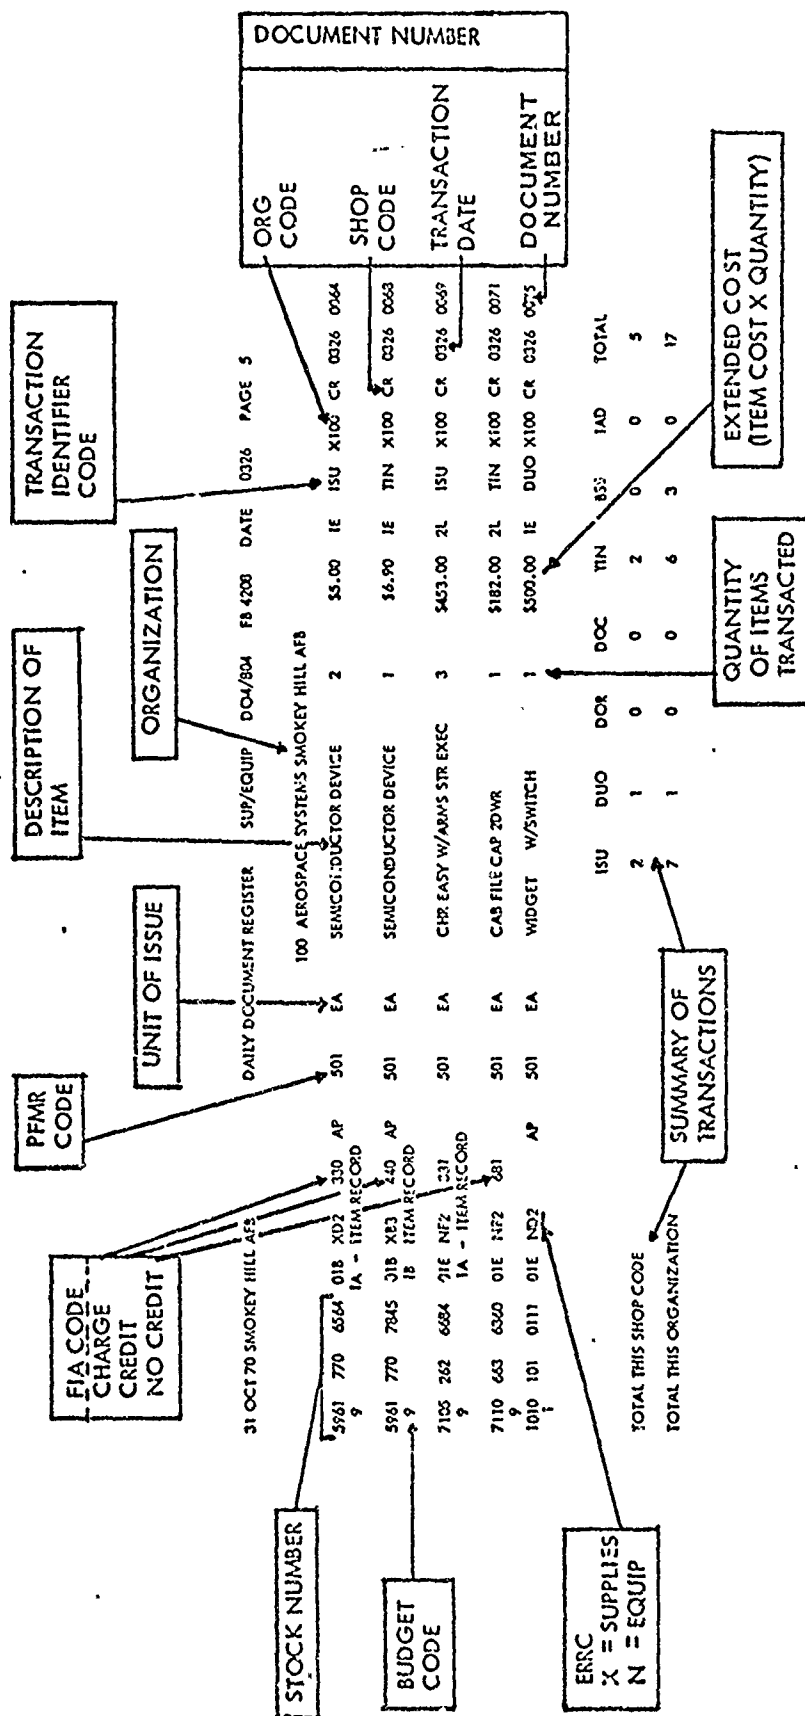 DOCUMENT NUMBER
ORG
CODE
SHOP
CODE
TRANSACTION
DATE
DOCUMENT
NUMBER
TRANSACTION
IDENTIFIER
CODE
EXTENDED COST
(ITEM COST X QUANTITY)
ORGANIZATION
QUANTITY
OF ITEMS
TRANSACTED
DESCRIPTION OF
ITEM
UNIT OF ISSUE
PFMR
CODE
SUMMARY OF
TRANSACTIONS
FIA CODE
CHARGE
CREDIT
NO CREDIT
STOCK NUMBER
BUDGET
CODE
ERRC
X = SUPPLIES
N = EQUIP
31 OCT 70 SMOKEY HILL AFB DAILY DOCUMENT REGISTER SUP/EQUIP DO4/804 FB 4200 DATE 0326 PAGE 5
100 AEROSPACE SYSTEMS SMOKEY HILL AFB
5961 770 6564 01B XD2 330 AP 501 EA SEMICONDUCTOR DEVICE 2 $5.00 1E ISU X100 CR 0326 0064
9 1A - ITEM RECORD
5961 770 7845 01B XB3 440 AP 501 EA SEMICONDUCTOR DEVICE 1 $6.90 1E TIN X100 CR 0326 0068
9 1B ITEM RECORD
7105 262 6684 01E NF2 501 EA CHR EASY W/ARMS STR EXEC 3 $453.00 2L ISU X100 CR 0326 0069
9 1A - ITEM RECORD
7110 663 6360 01E NF2 681 501 EA CAB FILE CAP 2DWR 1 $182.00 2L TIN X100 CR 0326 0071
9
1010 101 0111 01E ND2 AP 501 EA WIDGET W/SWITCH 1 $500.00 1E DUO X100 CR 0326 0075
1
ISU DUO DOR DOC TIN BSS IAD TOTAL
TOTAL THIS SHOP CODE 2 1 0 0 2 0 0 5
TOTAL THIS ORGANIZATION 7 1 0 0 6 3 0 17